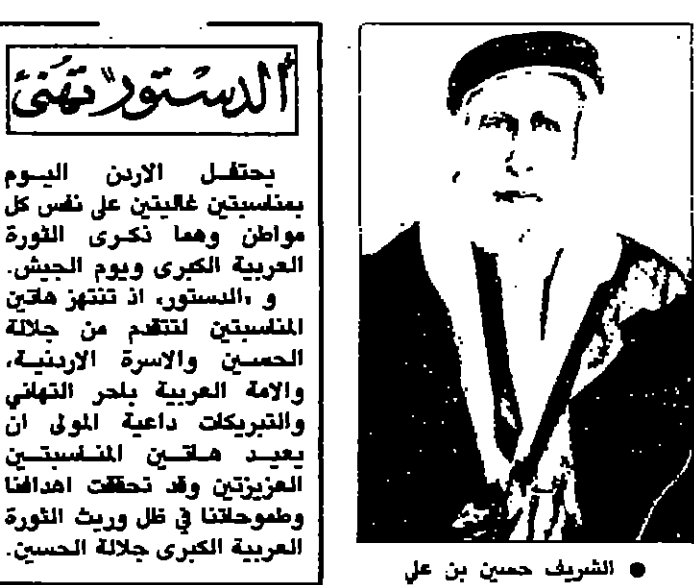 "الدستور" تهنئ
يحتفل الاردن اليوم
بمناسبتين غاليتين على نفس كل
مواطن وهما ذكرى الثورة
العربية الكبرى ويوم الجيش.
و «الدستور» اذ تنتهز هاتين
المناسبتين لتتقدم من جلالة
الحسين والاسرة الاردنية،
والامة العربية باحر التهاني
والتبريكات داعية المولى ان
يعيد هاتين المناسبتين
العزيزتين وقد تحققت اهدافنا
وطموحاتنا في ظل وريث الثورة
العربية الكبرى جلالة الحسين.
● الشريف حسين بن علي